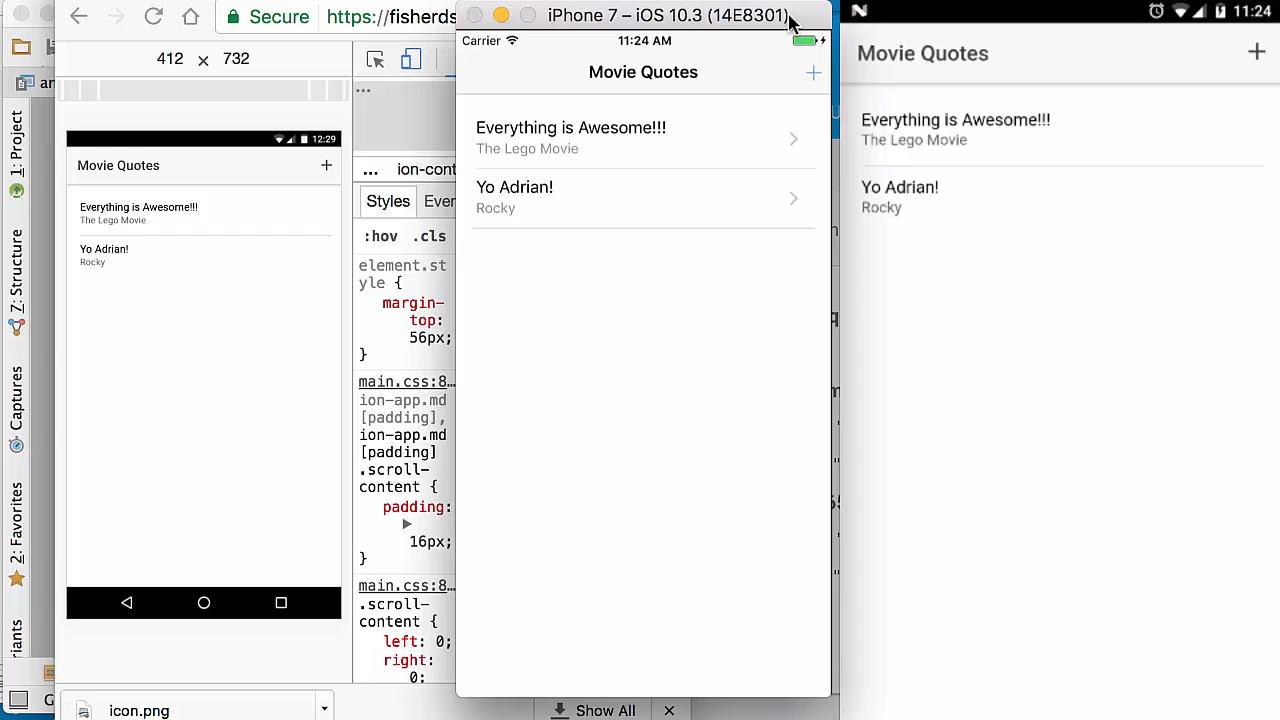 Secure
https://fisherds
an
1: Project
Z: Structure
Captures
2: Favorites
riants
G
412 × 732
12:29
Movie Quotes
+
Everything is Awesome!!!
The Lego Movie
Yo Adrian!
Rocky
...
... ion-cont
Styles Ever
:hov .cls
element.st
yle {
margin-
top:
56px;
}
main.css:8…
ion-app.md
[padding],
ion-app.md
[padding]
.scroll-
content {
padding:
16px;
}
main.css:8…
.scroll-
content {
left: 0;
right:
0;
icon.png
Show All
iPhone 7 – iOS 10.3 (14E8301)
Carrier
11:24 AM
Movie Quotes
+
Everything is Awesome!!!
The Lego Movie
Yo Adrian!
Rocky
N
11:24
Movie Quotes
+
Everything is Awesome!!!
The Lego Movie
Yo Adrian!
Rocky